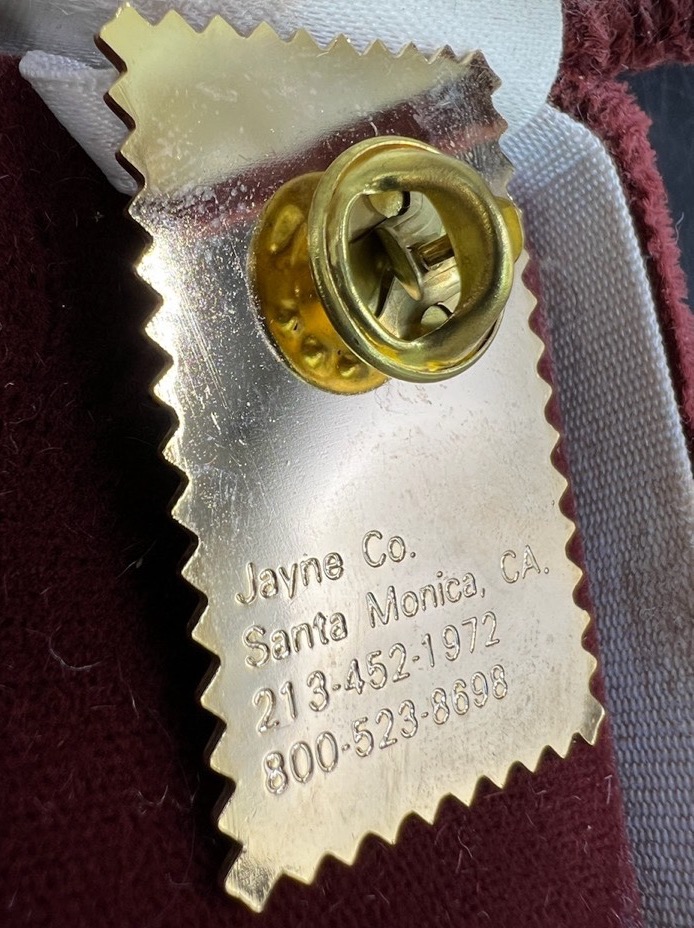 Jayne Co.
Santa Monica, CA.
213-452-1972
800-523-8698